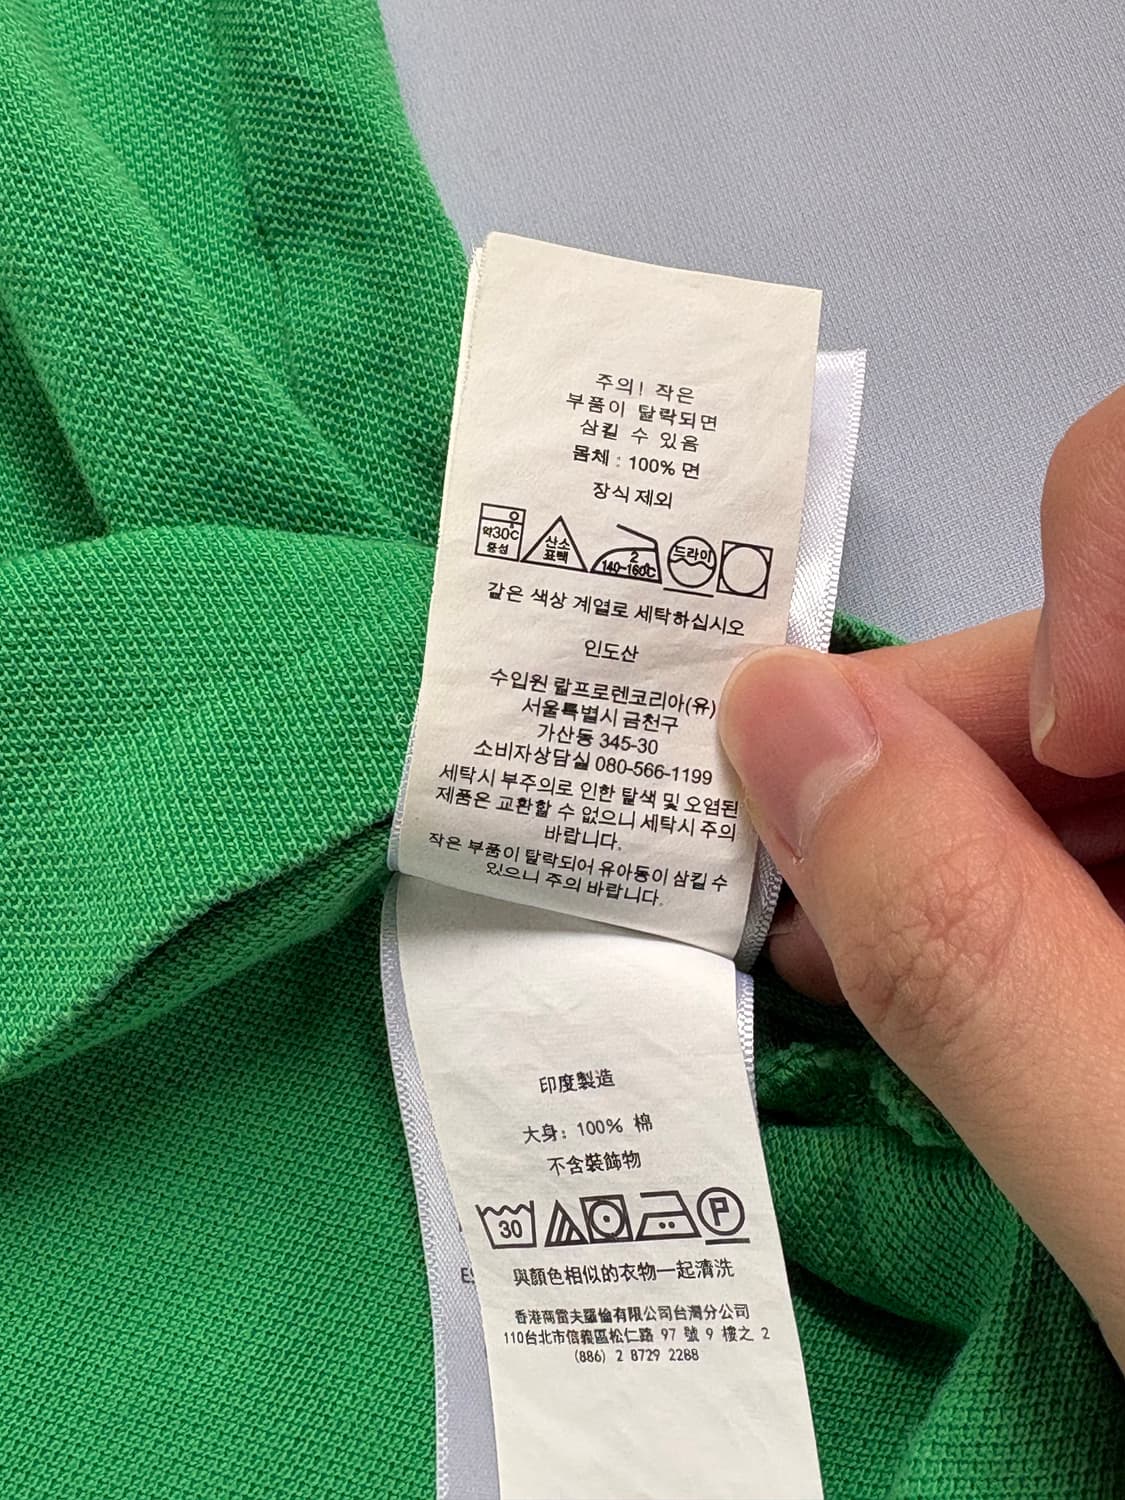 주의! 작은
부품이 탈락되면
삼킬 수 있음
몸체 : 100% 면
장식 제외
약30°C
중성
산소
표백
2
140~160°C
드라이
같은 색상 계열로 세탁하십시오
인도산
수입원 랄프로렌코리아(유)
서울특별시 금천구
가산동 345-30
소비자상담실 080-566-1199
세탁시 부주의로 인한 탈색 및 오염된
제품은 교환할 수 없으니 세탁시 주의
바랍니다.
작은 부품이 탈락되어 유아동이 삼킬 수
있으니 주의 바랍니다.
印度製造
大身: 100% 棉
不含裝飾物
30
P
與顏色相似的衣物一起清洗
香港商雷夫羅倫有限公司台灣分公司
110台北市信義區松仁路 97 號 9 樓之 2
(886) 2 8729 2288